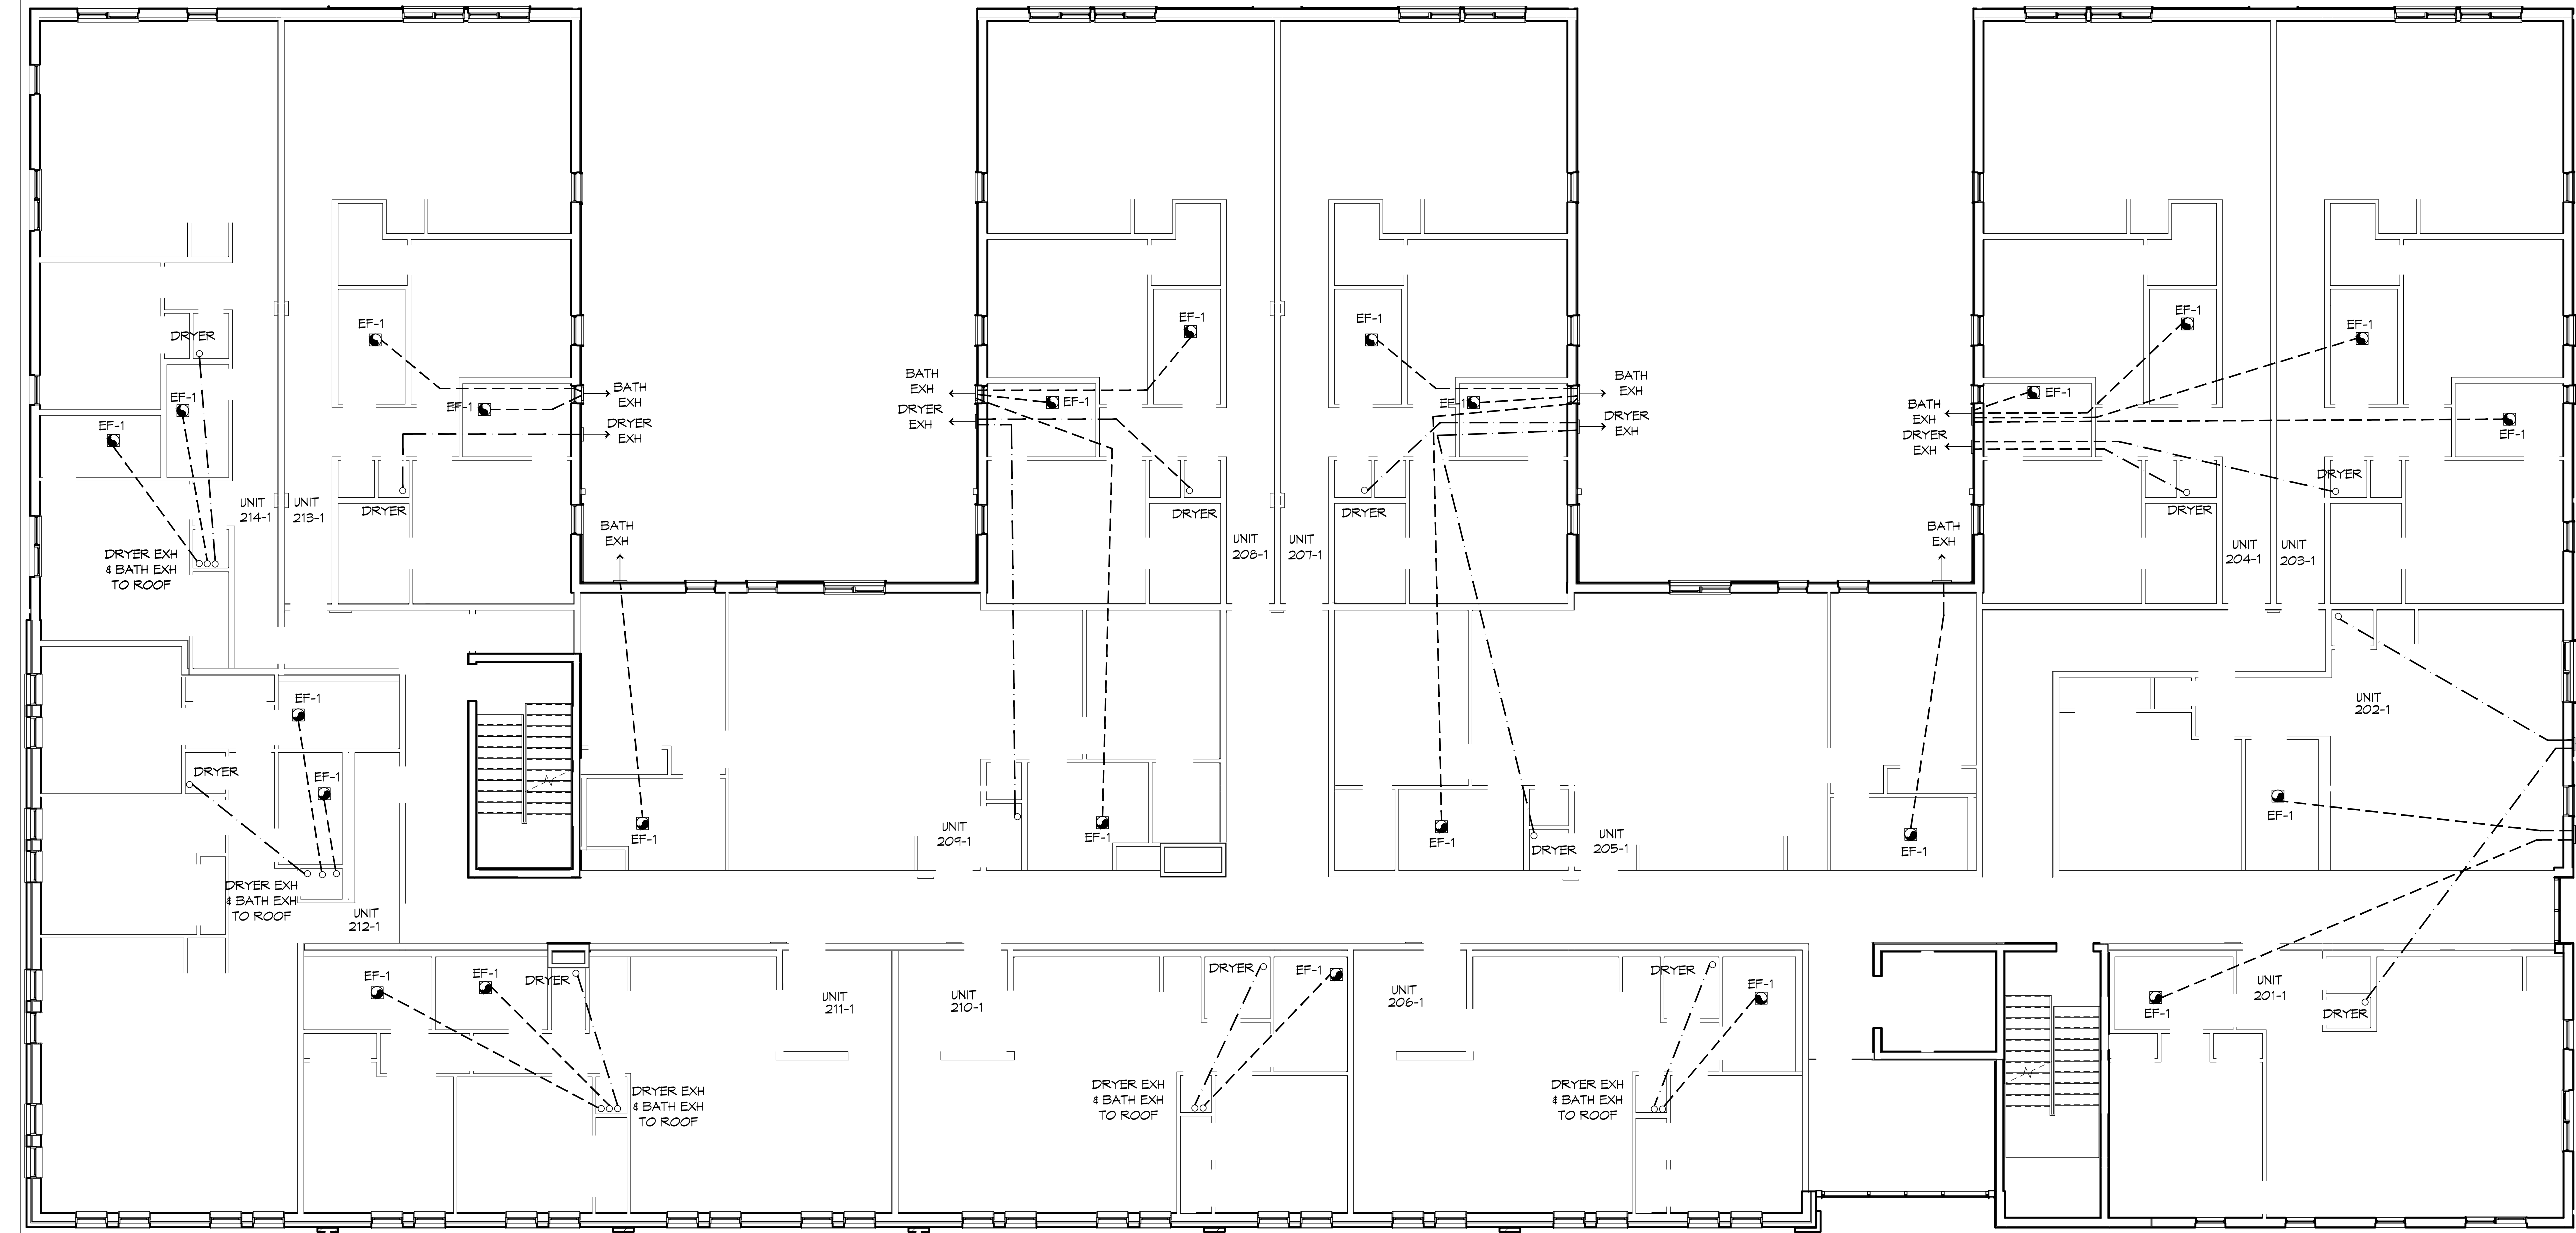 EF-1
EF-1
EF-1
EF-1
EF-1
DRYER
BATH
EXH
BATH
EXH
BATH
EXH
EF-1
EF-1
EF-1
EF-1
EF-1
EF-1
EF-1
DRYER
EXH
DRYER
EXH
DRYER
EXH
BATH
EXH
DRYER
EXH
EF-1
DRYER
DRYER
DRYER
DRYER
DRYER
UNIT
214-1
UNIT
213-1
BATH
EXH
UNIT
208-1
UNIT
207-1
BATH
EXH
UNIT
204-1
UNIT
203-1
DRYER EXH
& BATH EXH
TO ROOF
EF-1
UNIT
202-1
DRYER
EF-1
EF-1
EF-1
UNIT
209-1
EF-1
EF-1
DRYER
UNIT
205-1
EF-1
DRYER EXH
& BATH EXH
TO ROOF
UNIT
212-1
EF-1
EF-1
DRYER
UNIT
211-1
UNIT
210-1
DRYER
EF-1
UNIT
206-1
DRYER
EF-1
UNIT
201-1
EF-1
DRYER
DRYER EXH
& BATH EXH
TO ROOF
DRYER EXH
& BATH EXH
TO ROOF
DRYER EXH
& BATH EXH
TO ROOF